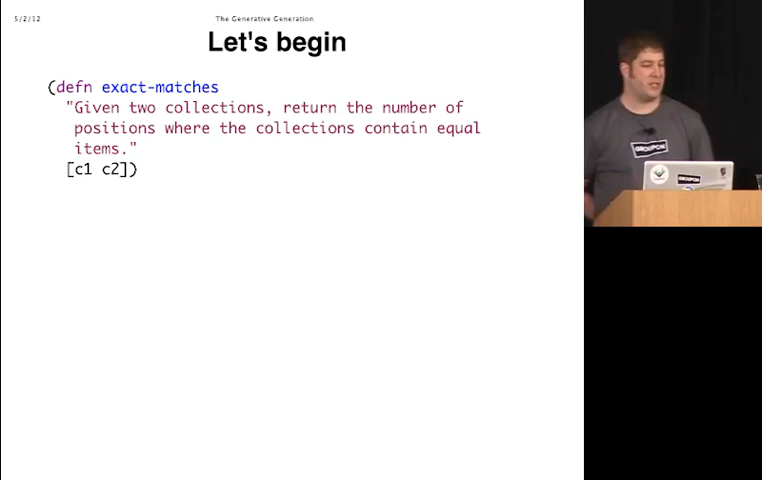 5/2/12
The Generative Generation
Let's begin
(defn exact-matches
"Given two collections, return the number of
positions where the collections contain equal
items."
[c1 c2])
GROUPON
GROUPON